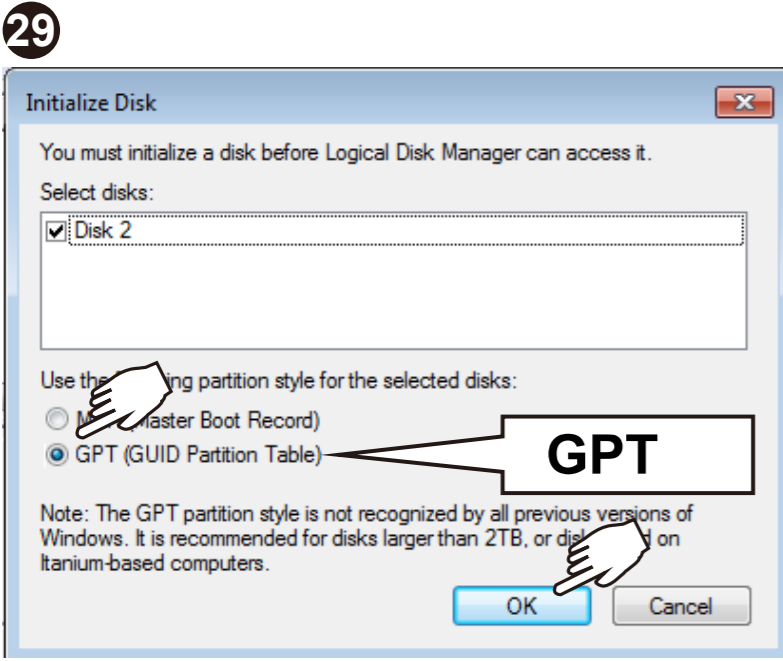 29
Initialize Disk
You must initialize a disk before Logical Disk Manager can access it.
Select disks:
Disk 2
Use the ing partition style for the selected disks:
M Master Boot Record)
GPT (GUID Partition Table)
GPT
Note: The GPT partition style is not recognized by all previous versions of
Windows. It is recommended for disks larger than 2TB, or disk d on
Itanium-based computers.
OK
Cancel